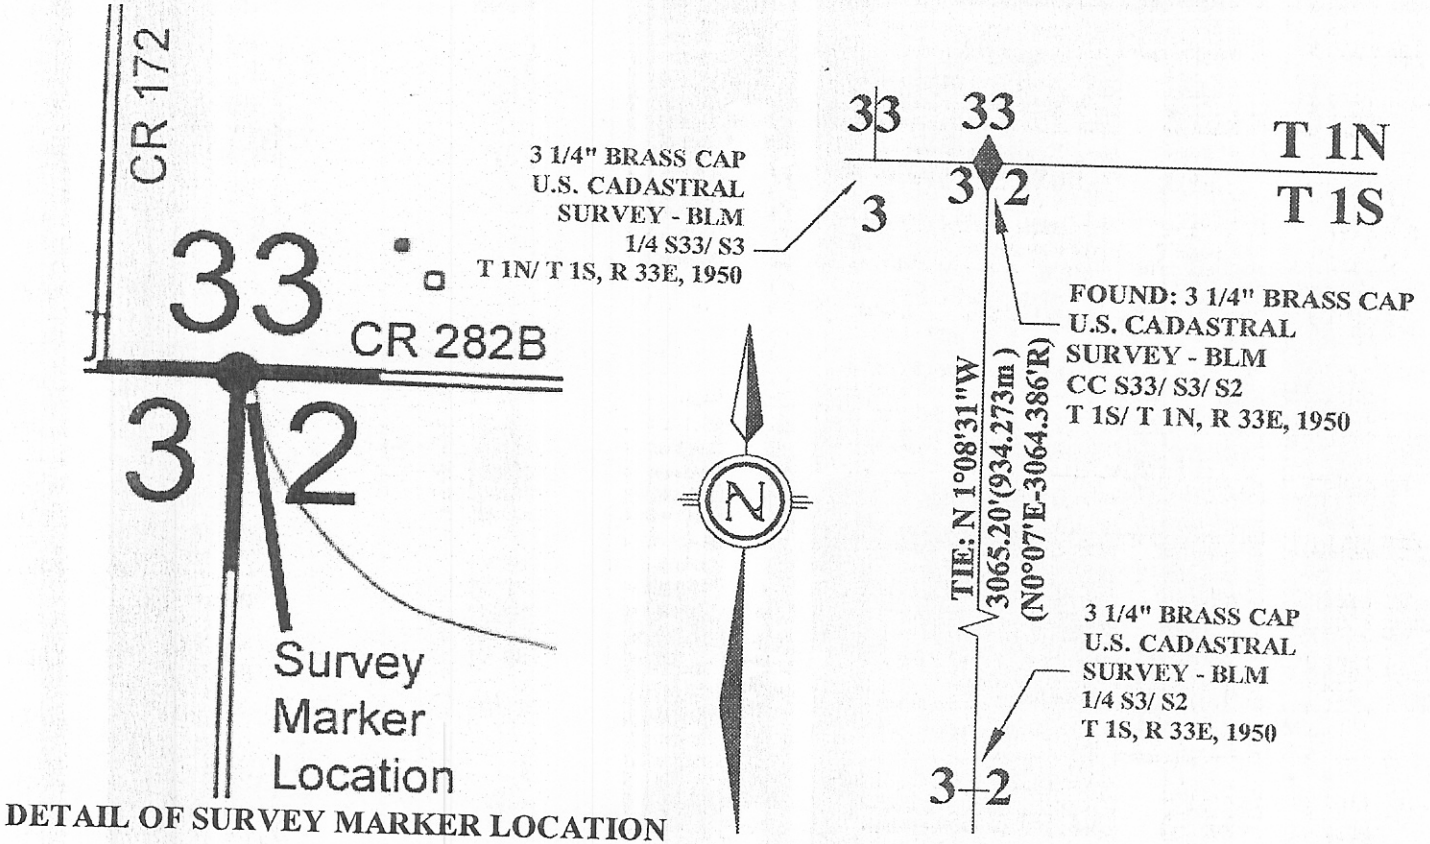 CR 172
33
CR 282B
3 2
Survey
Marker
Location
DETAIL OF SURVEY MARKER LOCATION
3 1/4" BRASS CAP
U.S. CADASTRAL
SURVEY - BLM
1/4 S33/ S3
T 1N/ T 1S, R 33E, 1950
33 33
3 3 2
T 1N
T 1S
N
FOUND: 3 1/4" BRASS CAP
U.S. CADASTRAL
SURVEY - BLM
CC S33/ S3/ S2
T 1S/ T 1N, R 33E, 1950
TIE: N 1°08'31"W
3065.20'(934.273m )
(N0°07'E-3064.386'R)
3 1/4" BRASS CAP
U.S. CADASTRAL
SURVEY - BLM
1/4 S3/ S2
T 1S, R 33E, 1950
3 2